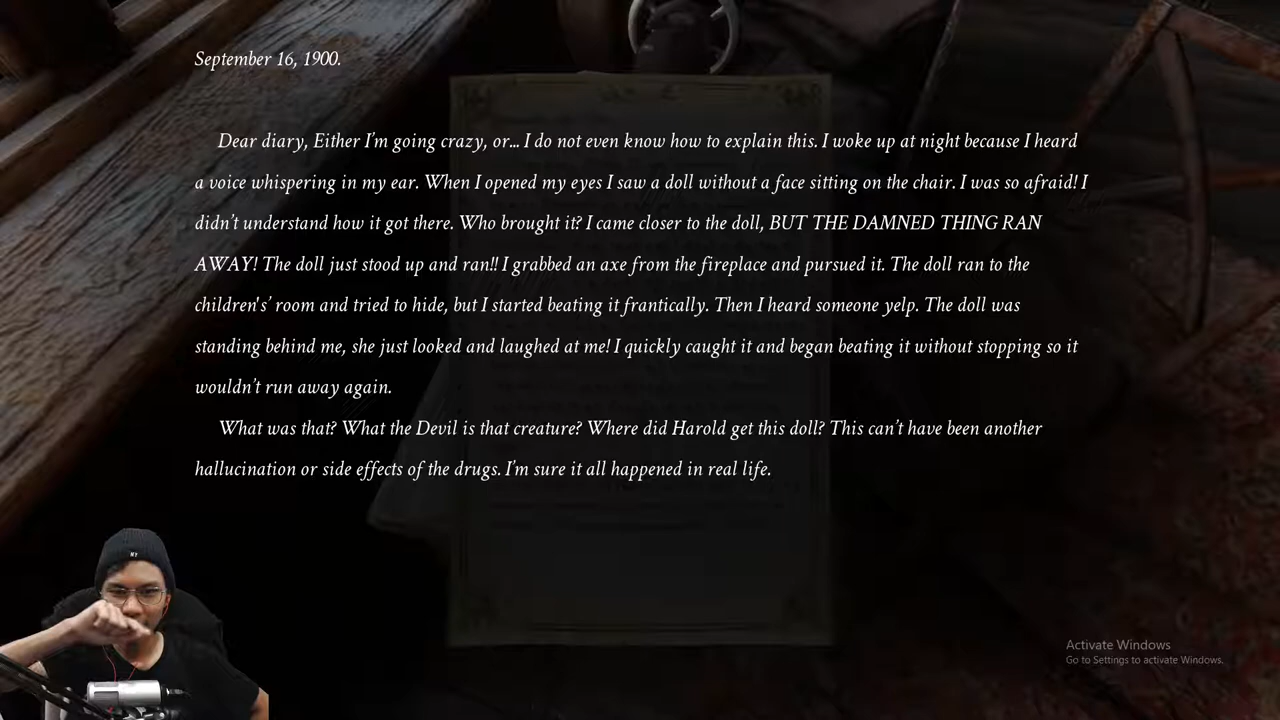 September 16, 1900.
Dear diary, Either I'm going crazy, or... I do not even know how to explain this. I woke up at night because I heard
a voice whispering in my ear. When I opened my eyes I saw a doll without a face sitting on the chair. I was so afraid! I
didn't understand how it got there. Who brought it? I came closer to the doll, BUT THE DAMNED THING RAN
AWAY! The doll just stood up and ran!! I grabbed an axe from the fireplace and pursued it. The doll ran to the
children's' room and tried to hide, but I started beating it frantically. Then I heard someone yelp. The doll was
standing behind me, she just looked and laughed at me! I quickly caught it and began beating it without stopping so it
wouldn't run away again.
What was that? What the Devil is that creature? Where did Harold get this doll? This can't have been another
hallucination or side effects of the drugs. I'm sure it all happened in real life.
Activate Windows
Go to Settings to activate Windows.